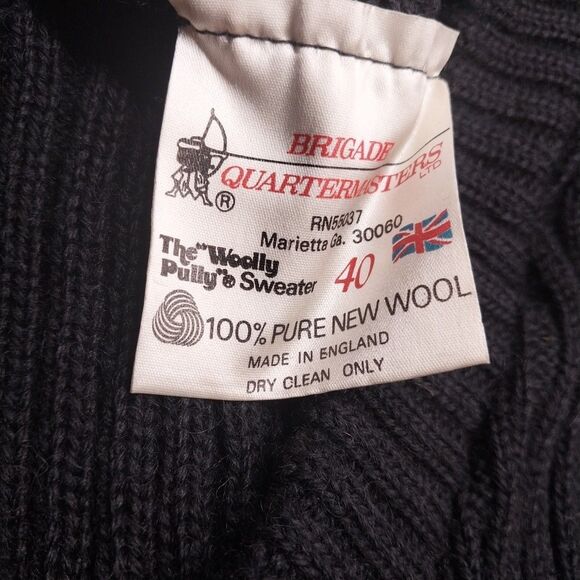 BRIGADE
QUARTERMASTERS LTD
®
RN55037
Marietta Ga. 30060
The "Woolly
Pully"® Sweater 40
100% PURE NEW WOOL
MADE IN ENGLAND
DRY CLEAN ONLY